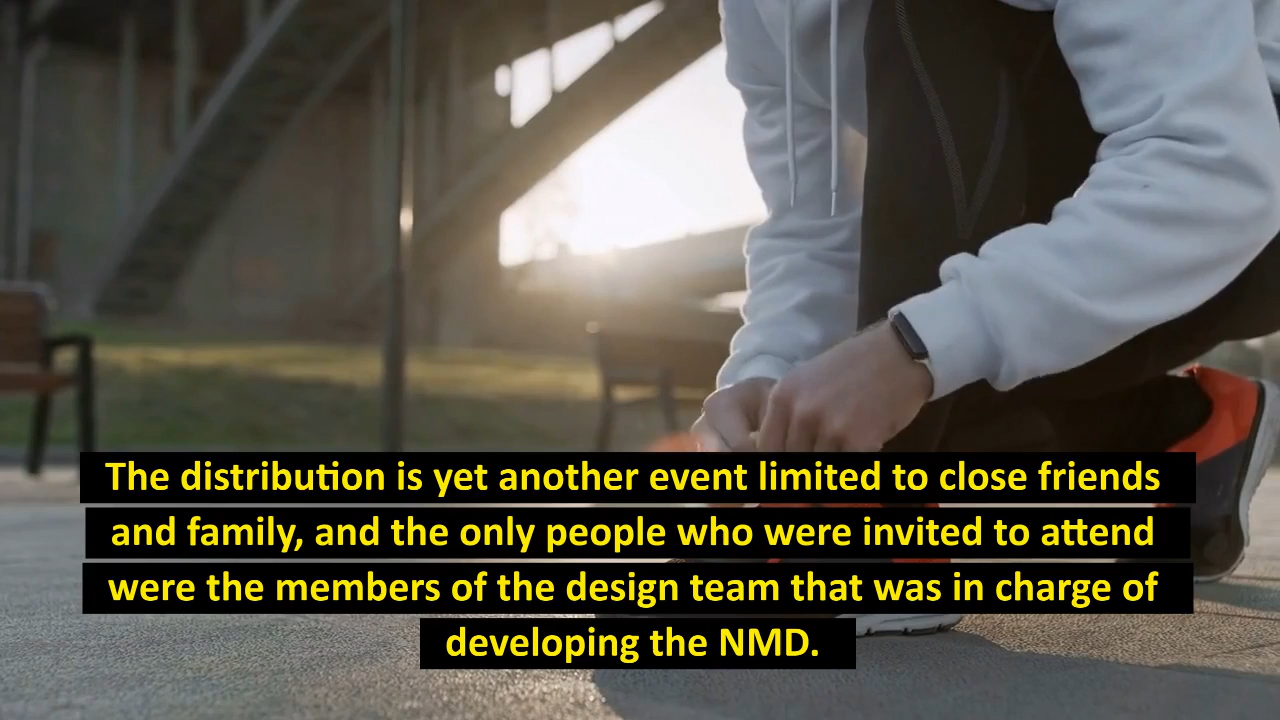 The distribution is yet another event limited to close friends
and family, and the only people who were invited to attend
were the members of the design team that was in charge of
developing the NMD.